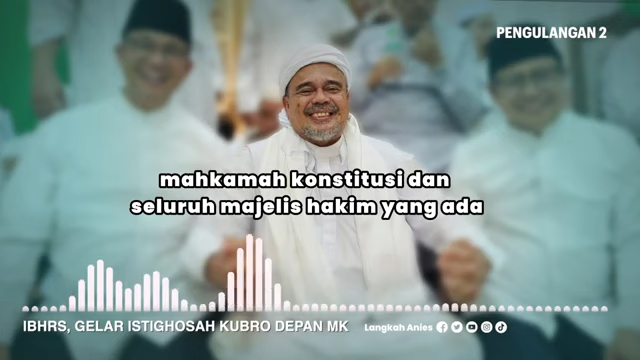 PENGULANGAN 2
mahkamah konstitusi dan
seluruh majelis hakim yang ada
IBHRS, GELAR ISTIGHOSAH KUBRO DEPAN MK
Langkah Anies